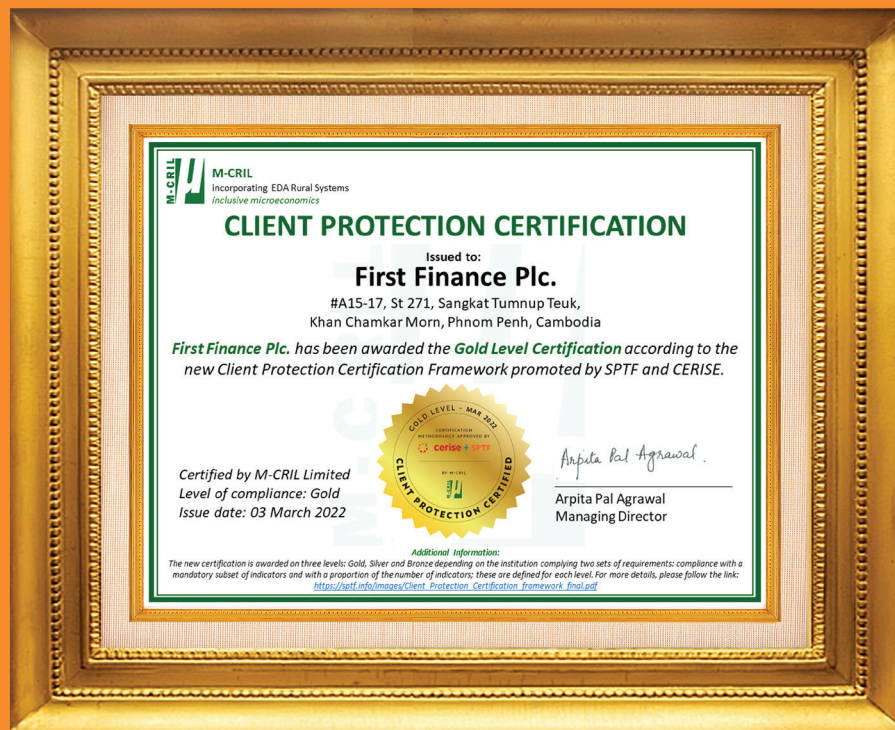 M-CRIL
M-CRIL
incorporating EDA Rural Systems
inclusive microeconomics
CLIENT PROTECTION CERTIFICATION
Issued to:
First Finance Plc.
#A15-17, St 271, Sangkat Tumnup Teuk,
Khan Chamkar Morn, Phnom Penh, Cambodia
First Finance Plc. has been awarded the Gold Level Certification according to the
new Client Protection Certification Framework promoted by SPTF and CERISE.
GOLD LEVEL - MAR 2022
CERTIFICATION
METHODOLOGY APPROVED BY
cerise + SPTF
BY M-CRIL
CLIENT PROTECTION CERTIFIED
Certified by M-CRIL Limited
Level of compliance: Gold
Issue date: 03 March 2022
Arpita Pal Agrawal.
Arpita Pal Agrawal
Managing Director
Additional Information:
The new certification is awarded on three levels: Gold, Silver and Bronze depending on the institution complying two sets of requirements: compliance with a
mandatory subset of indicators and with a proportion of the number of indicators; these are defined for each level. For more details, please follow the link:
https://sptf.info/images/Client_Protection_Certification_framework_final.pdf